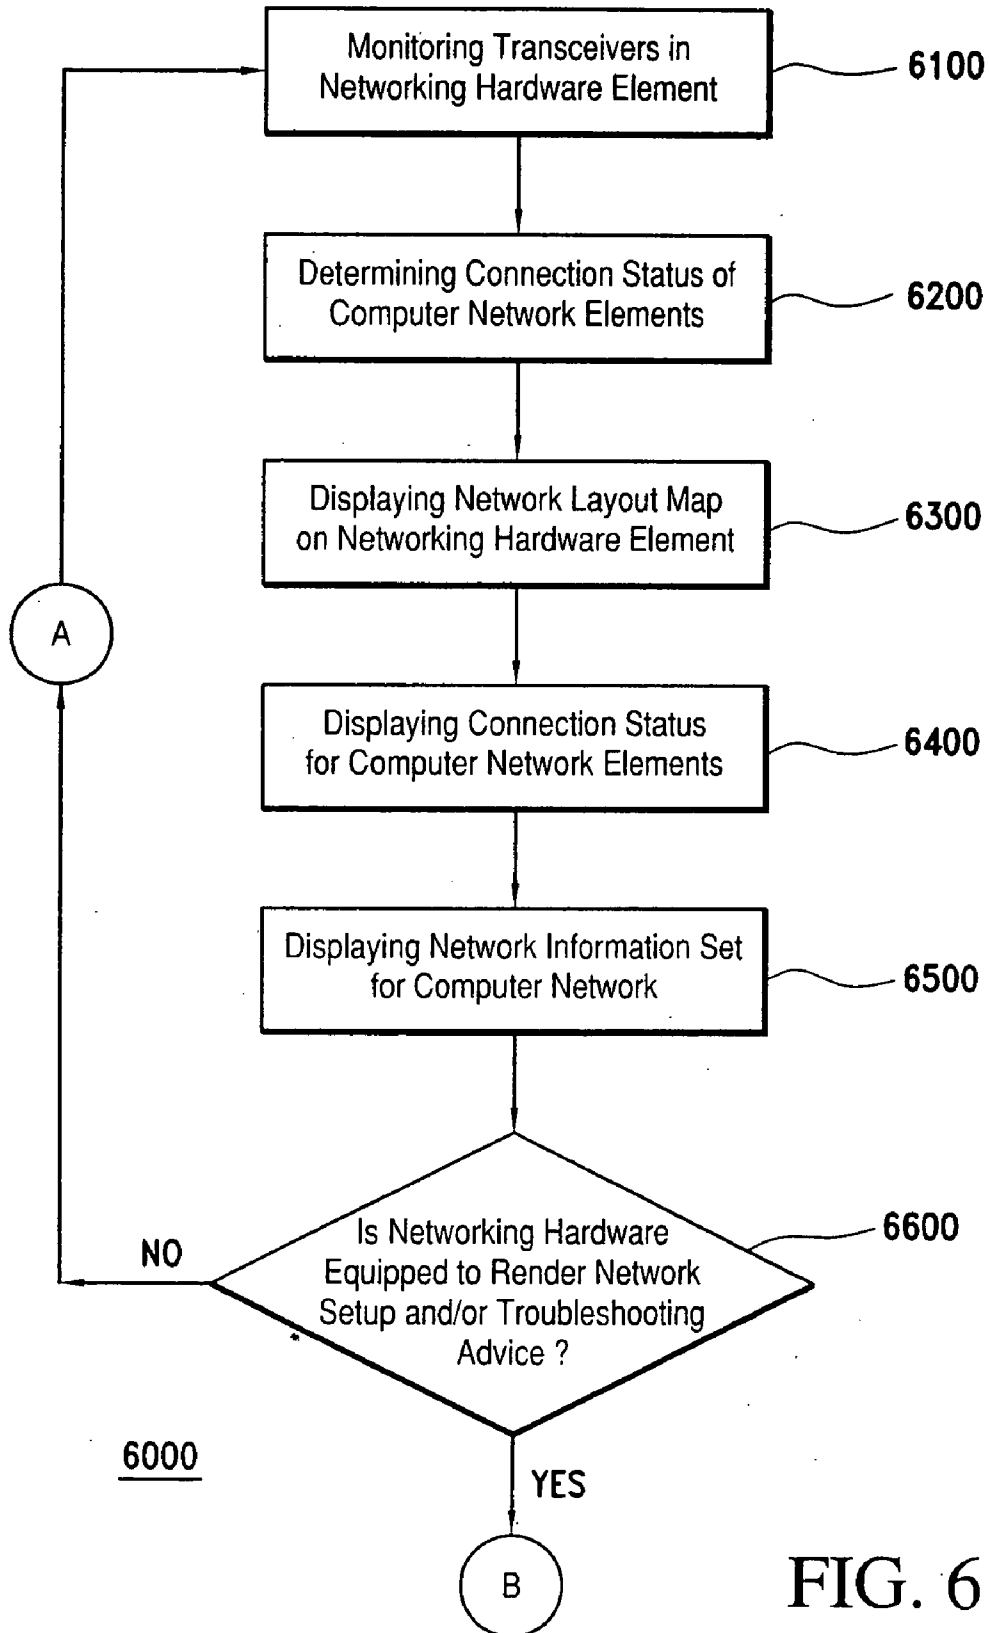 Monitoring Transceivers in
Networking Hardware Element
6100
Determining Connection Status of
Computer Network Elements
6200
Displaying Network Layout Map
on Networking Hardware Element
6300
A
Displaying Connection Status
for Computer Network Elements
6400
Displaying Network Information Set
for Computer Network
6500
Is Networking Hardware
Equipped to Render Network
Setup and/or Troubleshooting
Advice ?
6600
NO
6000
YES
B
FIG. 6